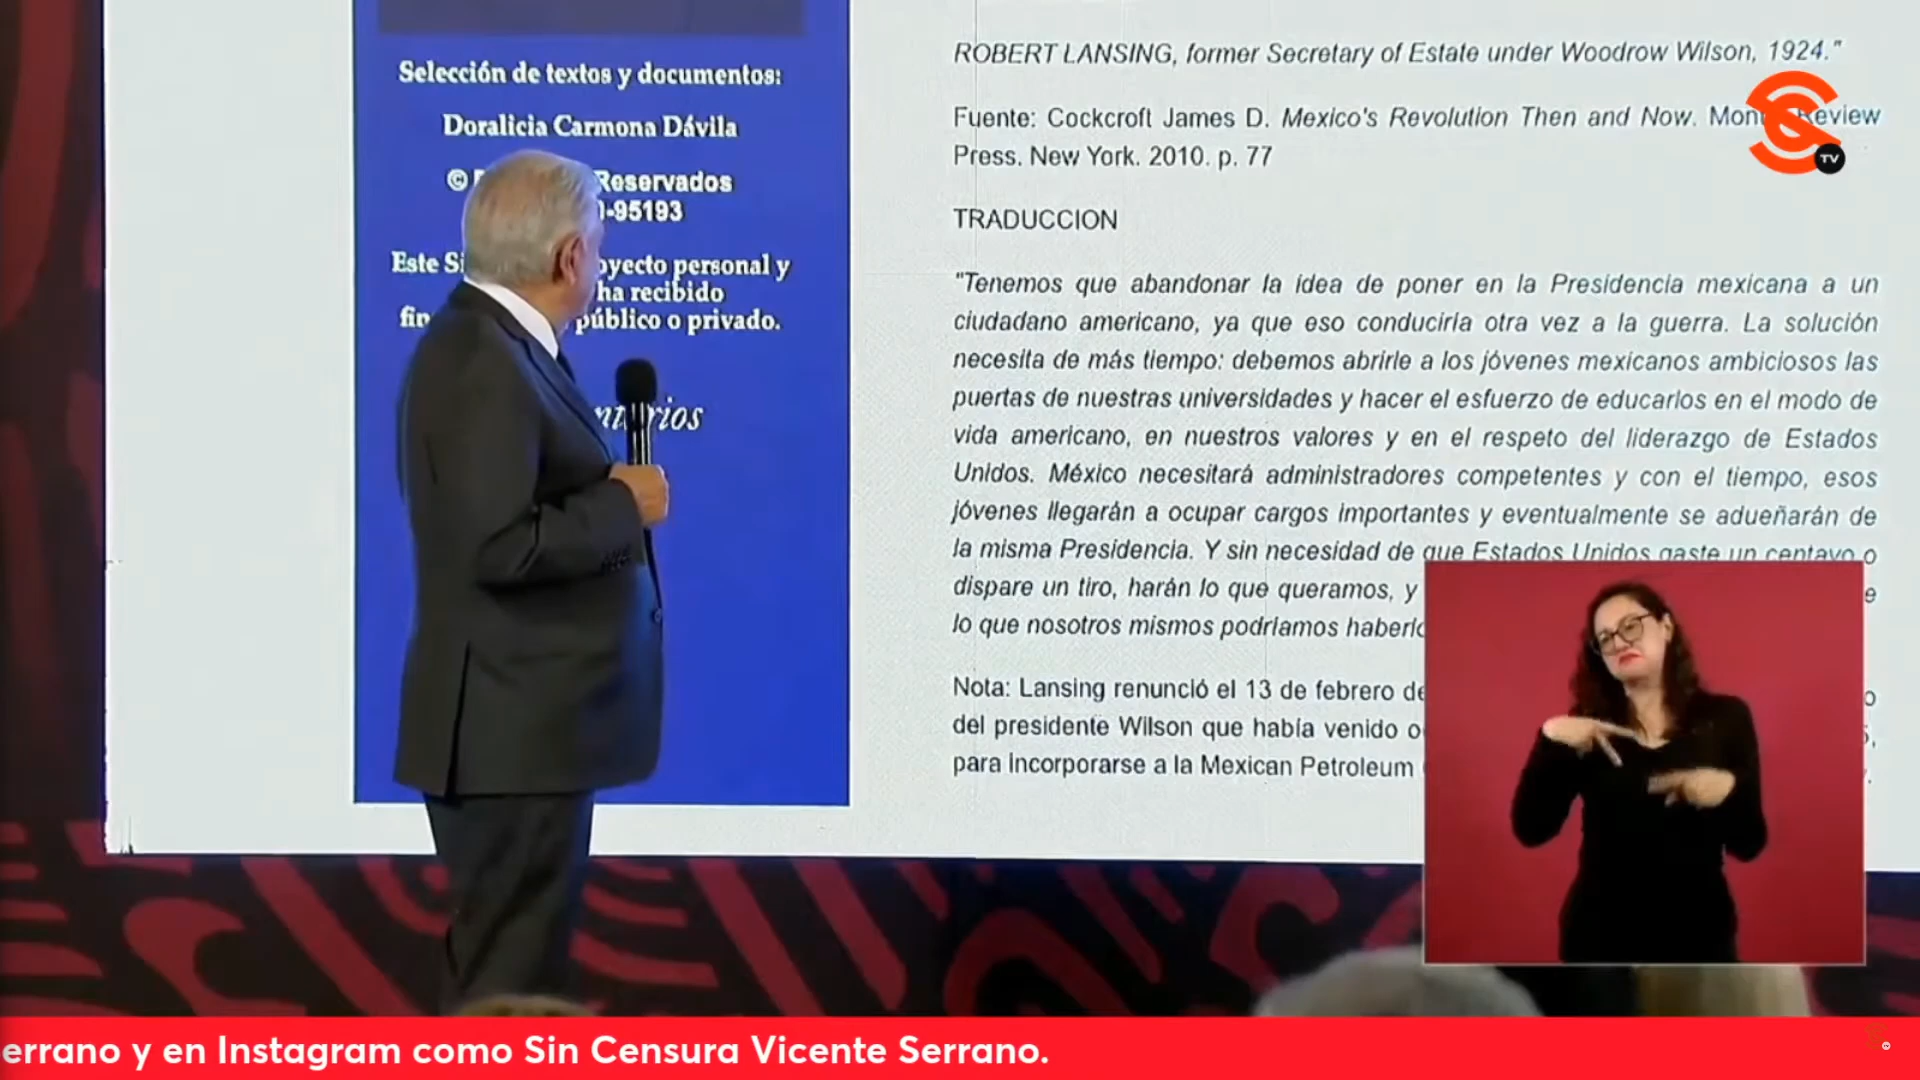 Selección de textos y documentos:
Doralicia Carmona Dávila
© Reservados
-95193
Este oyecto personal y
ha recibido
público o privado.
ROBERT LANSING, former Secretary of Estate under Woodrow Wilson, 1924."
Fuente: Cockcroft James D. Mexico's Revolution Then and Now. Review
Press. New York. 2010. p. 77
TRADUCCION
"Tenemos que abandonar la idea de poner en la Presidencia mexicana a un
ciudadano americano, ya que eso conduciría otra vez a la guerra. La solución
necesita de más tiempo: debemos abrirle a los jóvenes mexicanos ambiciosos las
puertas de nuestras universidades y hacer el esfuerzo de educarlos en el modo de
vida americano, en nuestros valores y en el respeto del liderazgo de Estados
Unidos. México necesitará administradores competentes y con el tiempo, esos
jóvenes llegarán a ocupar cargos importantes y eventualmente se adueñarán de
la misma Presidencia. Y sin necesidad de que Estados Unidos gaste un centavo o
dispare un tiro, harán lo que queramos, y
lo que nosotros mismos podríamos
Nota: Lansing renunció el 13 de febrero de
del presidente Wilson que había venido
para incorporarse a la Mexican Petroleum
TV
errano y en Instagram como Sin Censura Vicente Serrano.